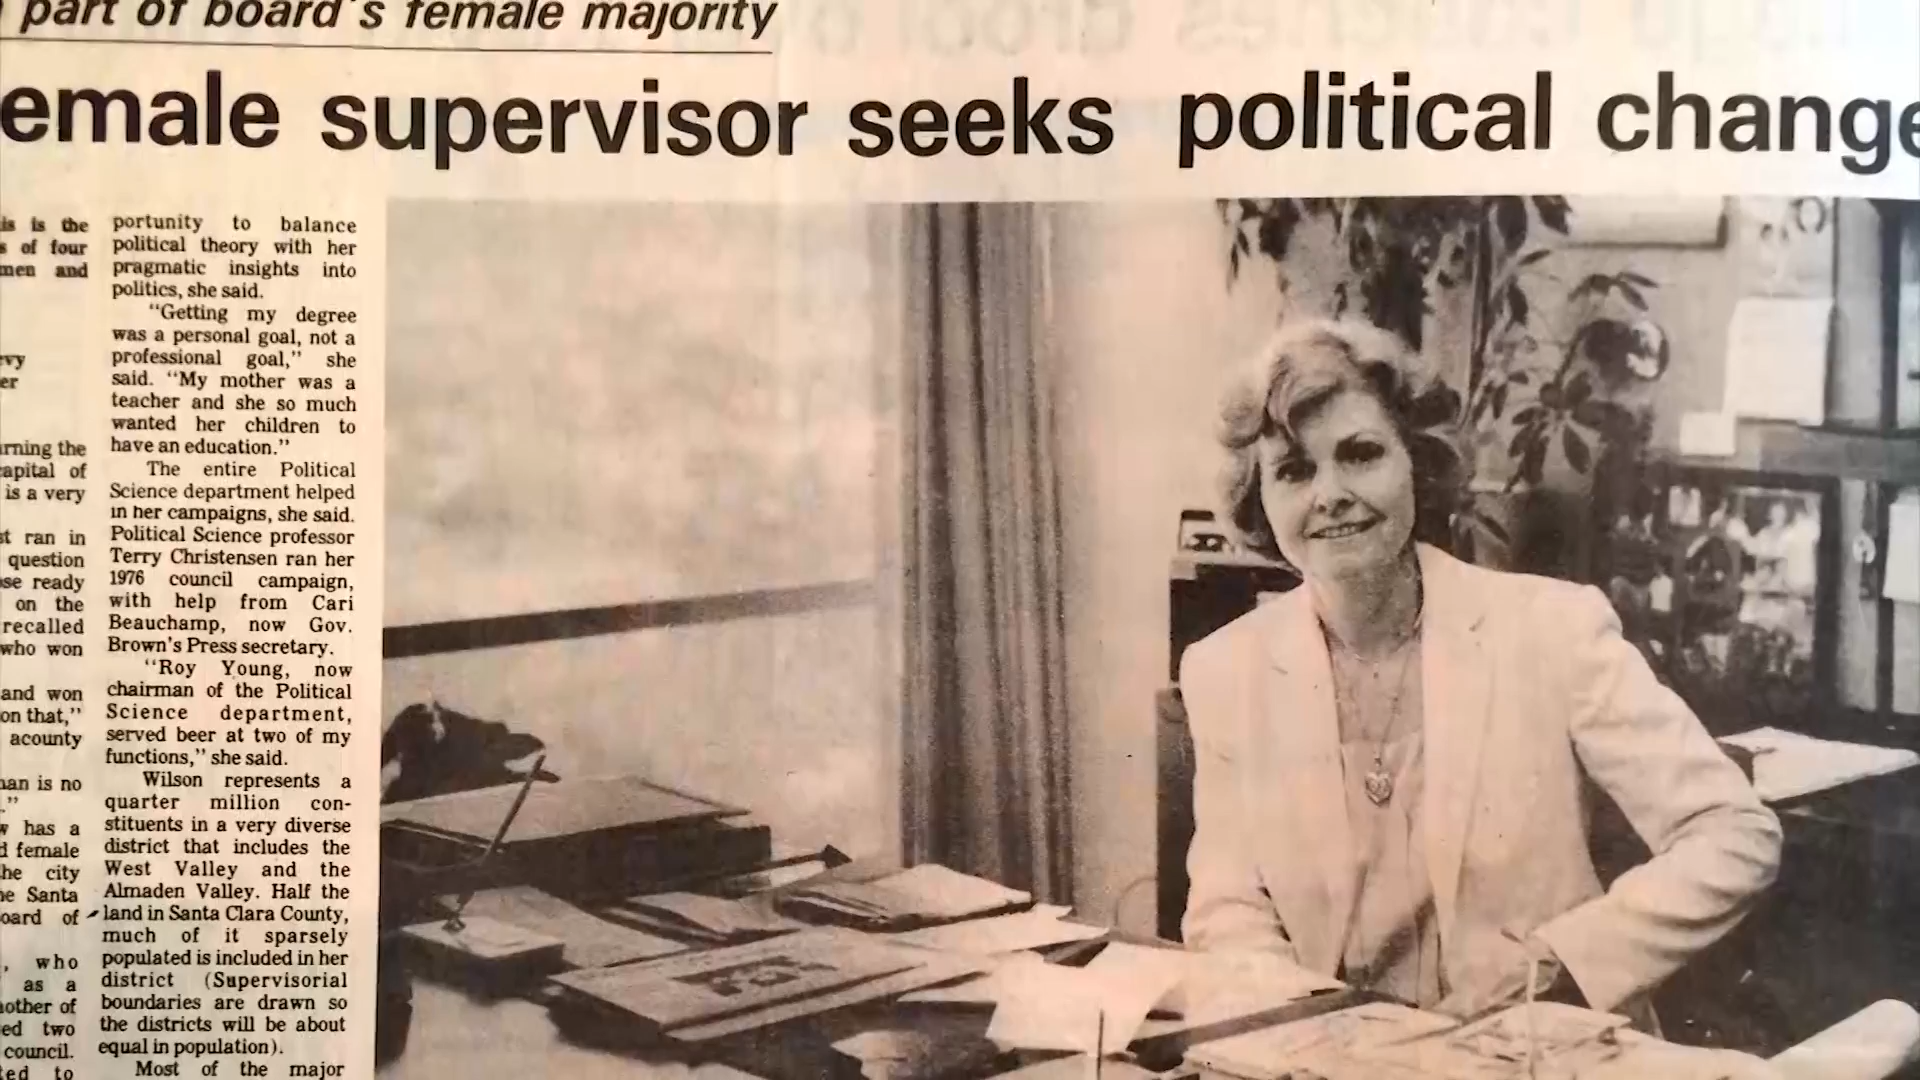 part of board's female majority
emale supervisor seeks political change
is is the
s of four
men and
vy
er
rning the
apital of
is a very
st ran in
question
se ready
on the
recalled
who won
and won
on that,"
acounty
nan is no
."
w has a
d female
he city
ne Santa
oard of
, who
as a
nother of
ed two
council.
ted to
portunity to balance
political theory with her
pragmatic insights into
politics, she said.
"Getting my degree
was a personal goal, not a
professional goal," she
said. "My mother was a
teacher and she so much
wanted her children to
have an education."
The entire Political
Science department helped
in her campaigns, she said.
Political Science professor
Terry Christensen ran her
1976 council campaign,
with help from Cari
Beauchamp, now Gov.
Brown's Press secretary.
"Roy Young, now
chairman of the Political
Science department,
served beer at two of my
functions," she said.
Wilson represents a
quarter million con-
stituents in a very diverse
district that includes the
West Valley and the
Almaden Valley. Half the
land in Santa Clara County,
much of it sparsely
populated is included in her
district (Supervisorial
boundaries are drawn so
the districts will be about
equal in population).
Most of the major